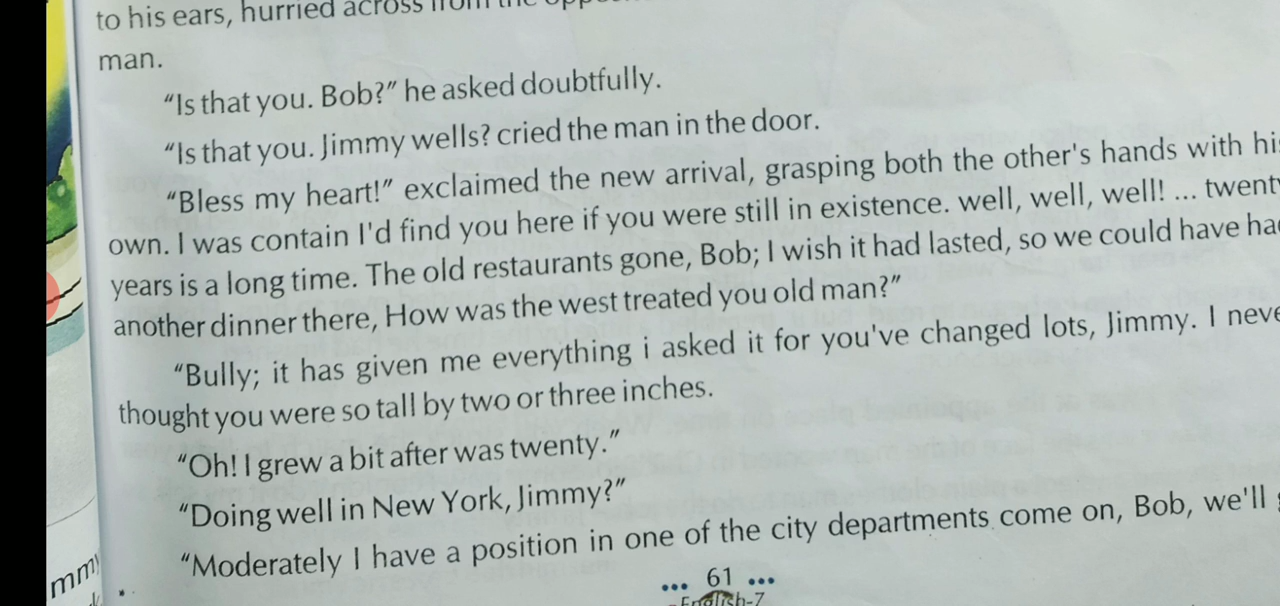 to his ears, hurried across from the
man.
“Is that you. Bob?” he asked doubtfully.
“Is that you. Jimmy wells? cried the man in the door.
“Bless my heart!” exclaimed the new arrival, grasping both the other's hands with
own. I was contain I'd find you here if you were still in existence. well, well, well! ...
years is a long time. The old restaurants gone, Bob; I wish it had lasted, so we could have
another dinner there, How was the west treated you old man?”
“Bully; it has given me everything i asked it for you've changed lots, Jimmy. I
thought you were so tall by two or three inches.
“Oh! I grew a bit after was twenty.”
“Doing well in New York, Jimmy?”
“Moderately I have a position in one of the city departments come on, Bob, we'll
... 61 ...
English-7